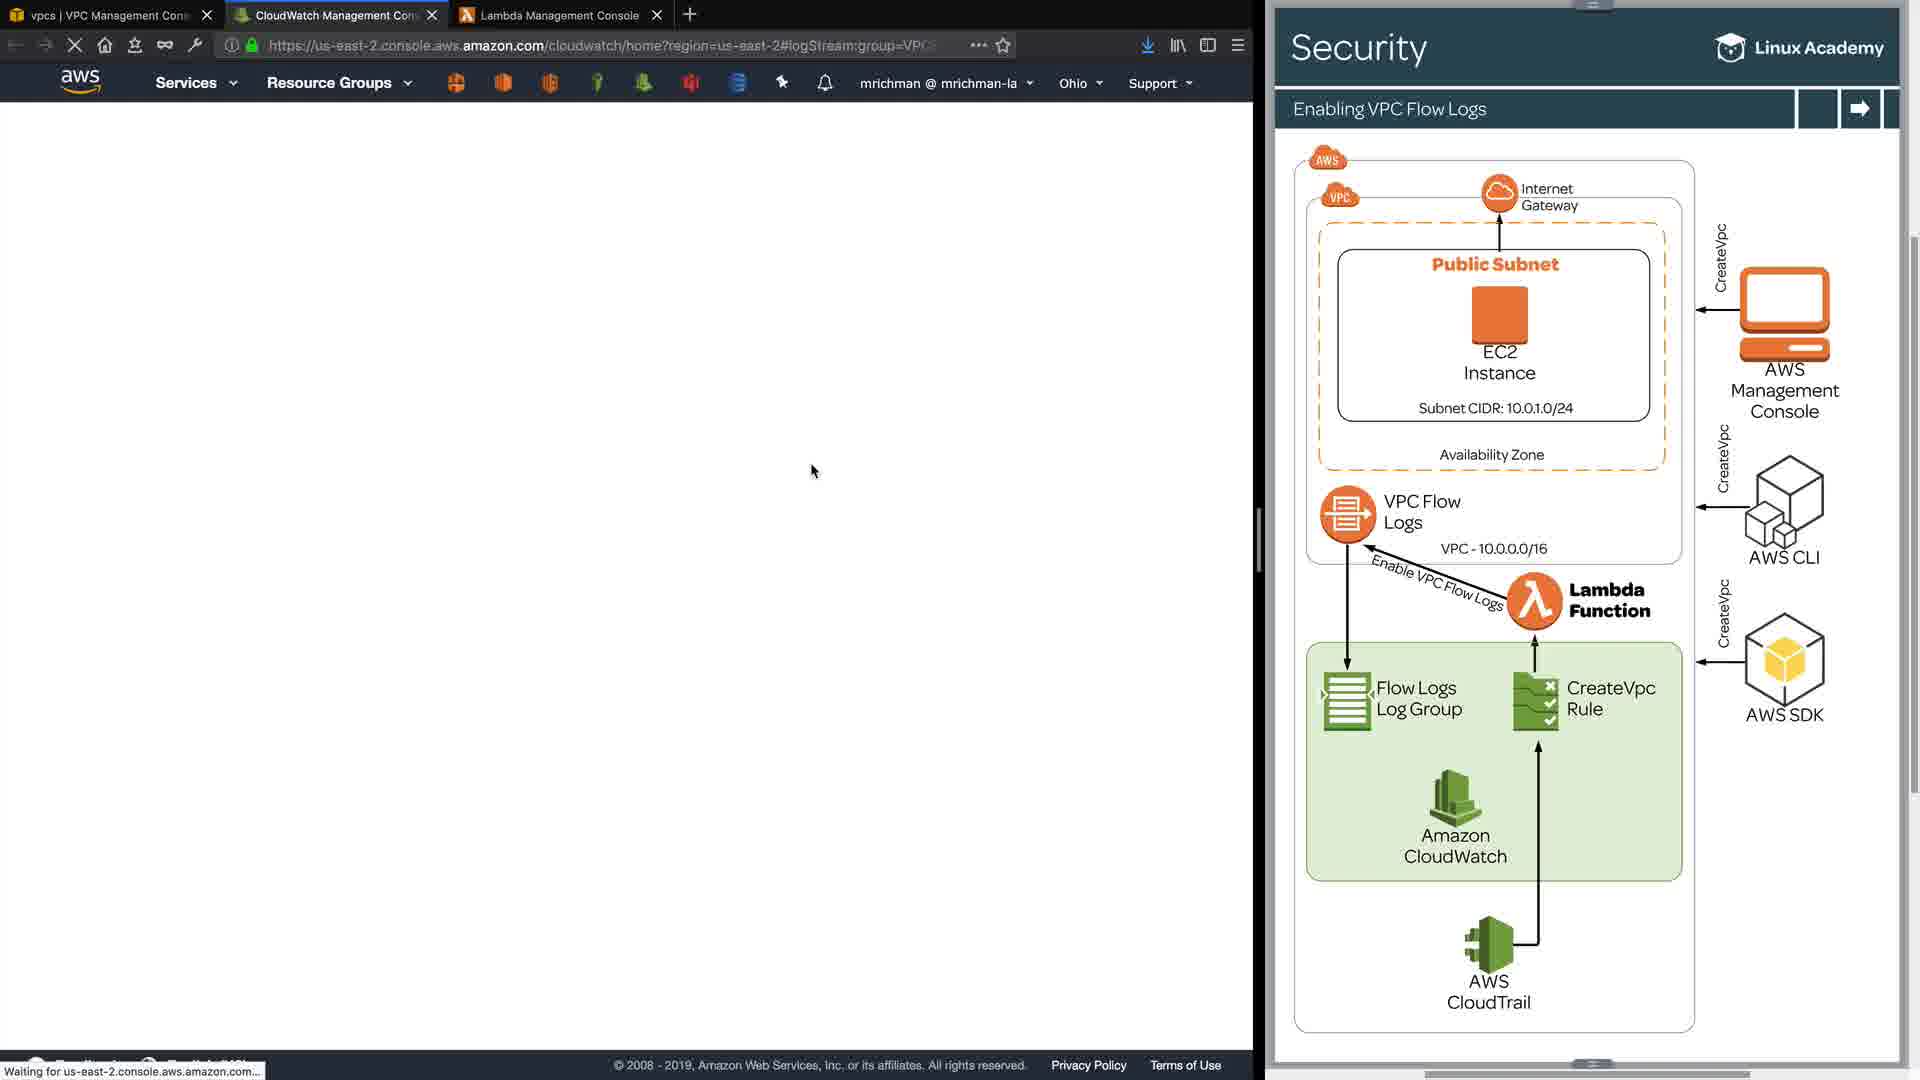 vpcs | VPC Management Con
CloudWatch Management Con
Lambda Management Console
https://us-east-2.console.aws.amazon.com/cloudwatch/home?region=us-east-2#logStream:group=VPC
aws
Services
Resource Groups
mrichman @ mrichman-la
Ohio
Support
Waiting for us-east-2.console.aws.amazon.com...
© 2008 - 2019, Amazon Web Services, Inc. or its affiliates. All rights reserved.
Privacy Policy
Terms of Use
Security
Linux Academy
Enabling VPC Flow Logs
AWS
VPC
Internet
Gateway
Public Subnet
EC2
Instance
Subnet CIDR: 10.0.1.0/24
Availability Zone
VPC Flow
Logs
VPC - 10.0.0.0/16
Enable VPC Flow Logs
Lambda
Function
Flow Logs
Log Group
CreateVpc
Rule
Amazon
CloudWatch
AWS
CloudTrail
CreateVpc
AWS
Management
Console
CreateVpc
AWS CLI
CreateVpc
AWS SDK